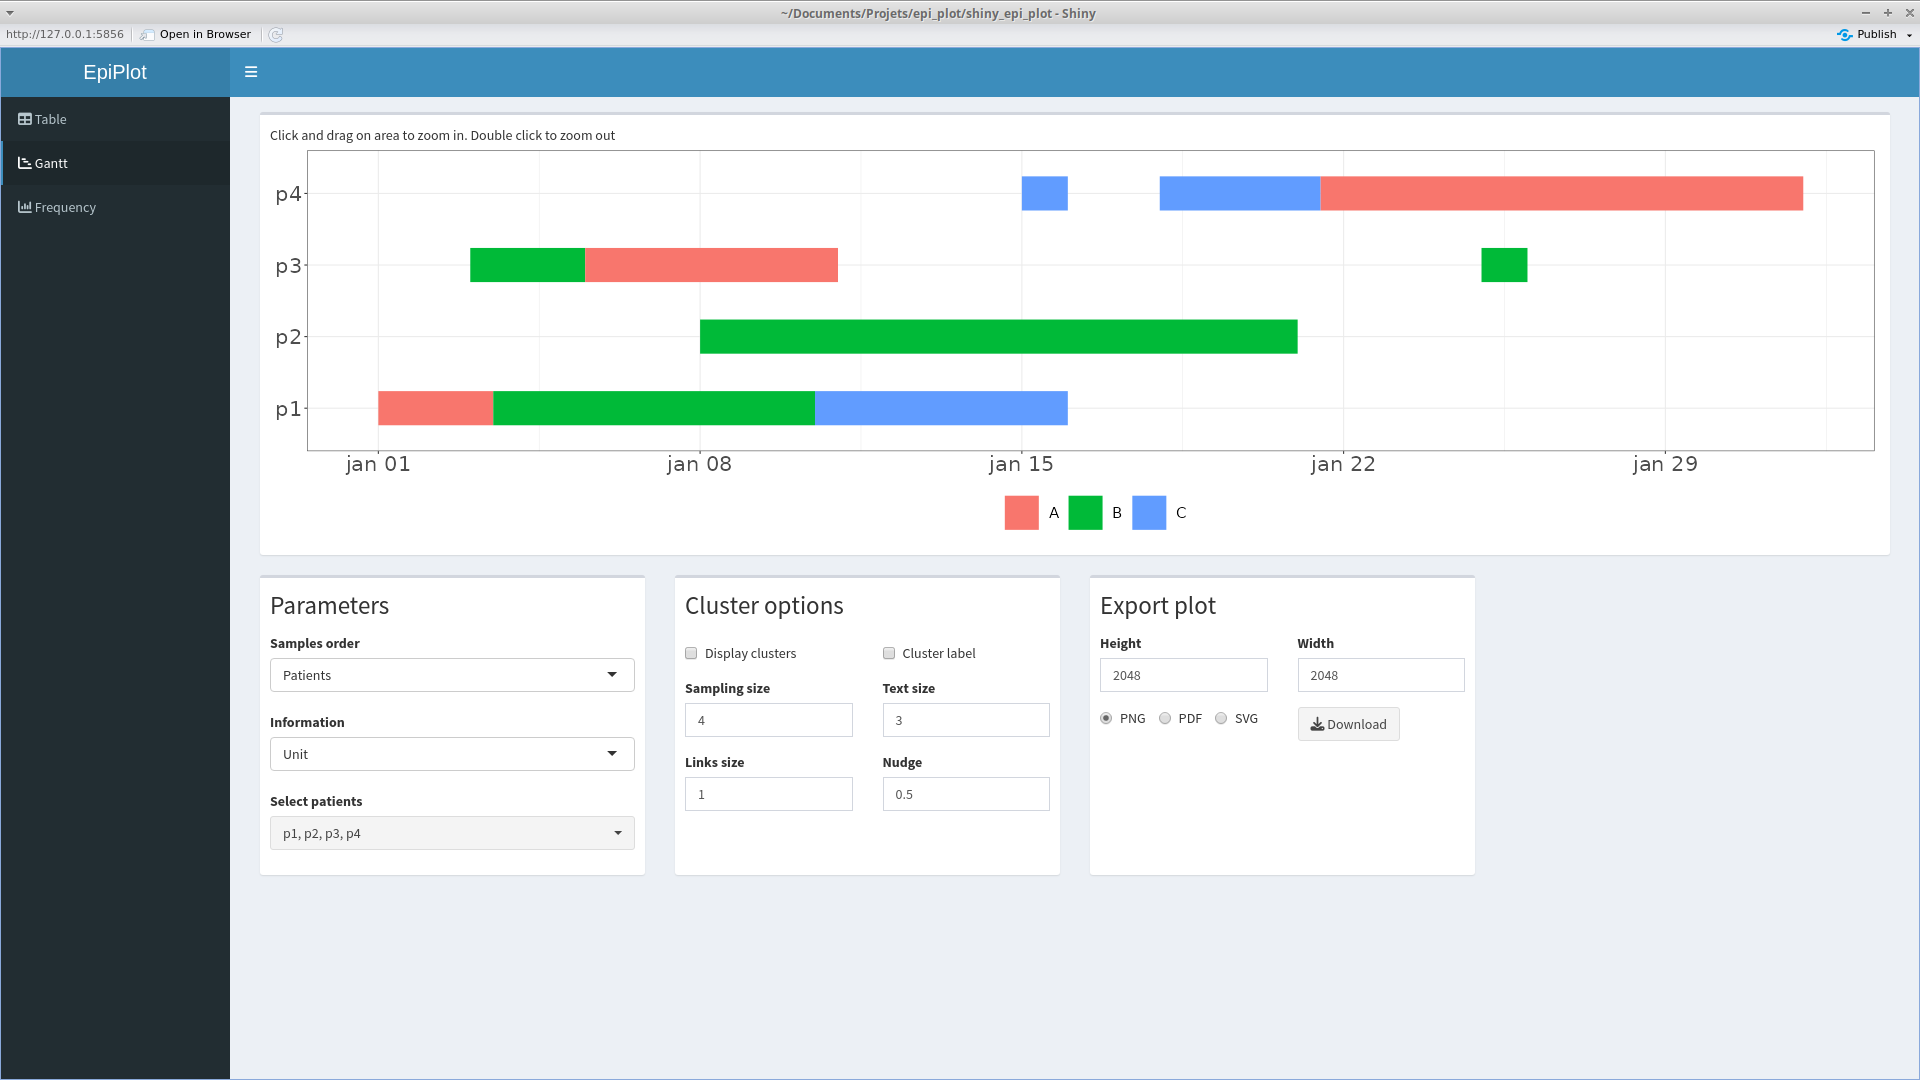 ~/Documents/Projets/epi_plot/shiny_epi_plot - Shiny
http://127.0.0.1:5856 Open in Browser Publish
EpiPlot
Table
Gantt
Frequency
Click and drag on area to zoom in. Double click to zoom out
p4
p3
p2
p1
jan 01 jan 08 jan 15 jan 22 jan 29
A B C
Parameters
Samples order
Patients
Information
Unit
Select patients
p1, p2, p3, p4
Cluster options
Display clusters Cluster label
Sampling size Text size
4 3
Links size Nudge
1 0.5
Export plot
Height Width
2048 2048
PNG PDF SVG Download